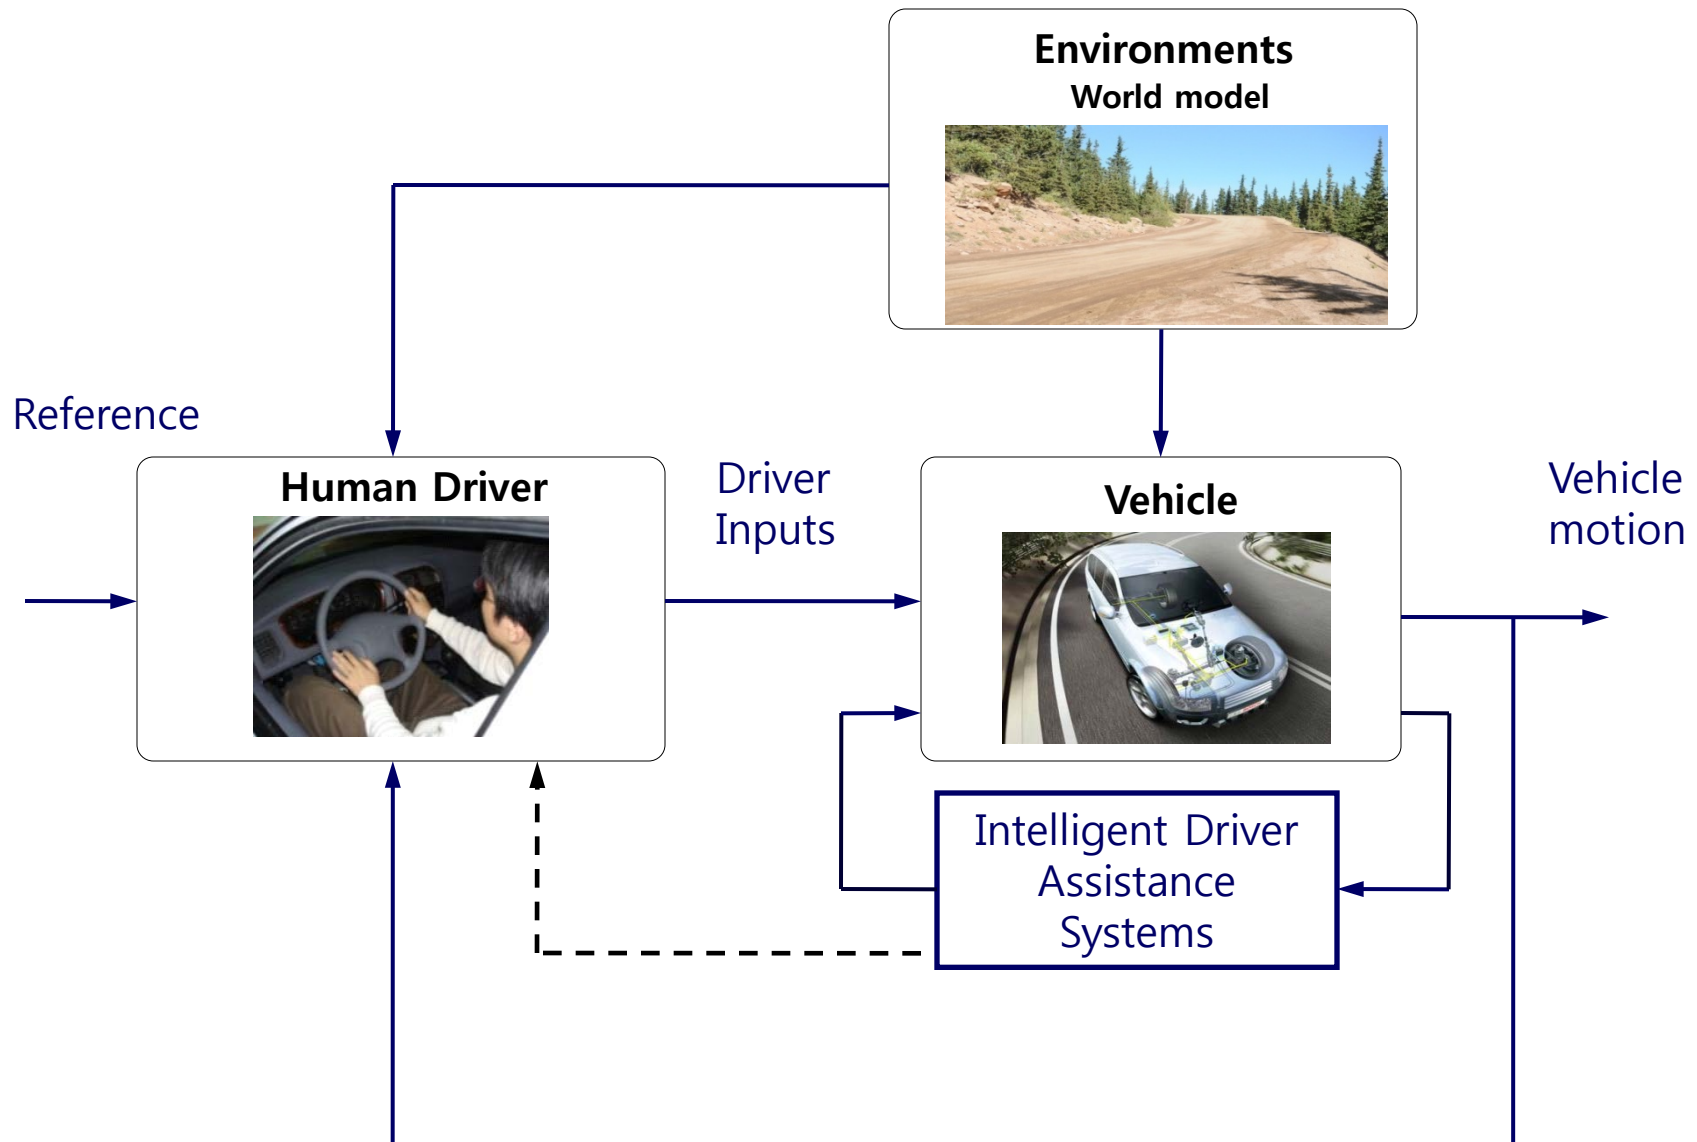 Environments
World model
Reference
Human Driver
Driver
Inputs
Vehicle
Vehicle
motion
Intelligent Driver
Assistance
Systems